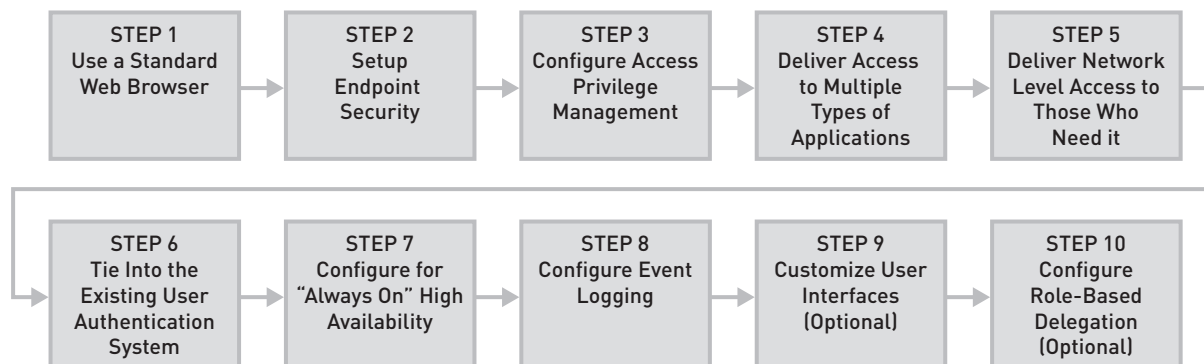 STEP 1
Use a Standard
Web Browser
STEP 2
Setup
Endpoint
Security
STEP 3
Configure Access
Privilege
Management
STEP 4
Deliver Access
to Multiple
Types of
Applications
STEP 5
Deliver Network
Level Access to
Those Who
Need it
STEP 6
Tie Into the
Existing User
Authentication
System
STEP 7
Configure for
“Always On” High
Availability
STEP 8
Configure Event
Logging
STEP 9
Customize User
Interfaces
(Optional)
STEP 10
Configure
Role-Based
Delegation
(Optional)